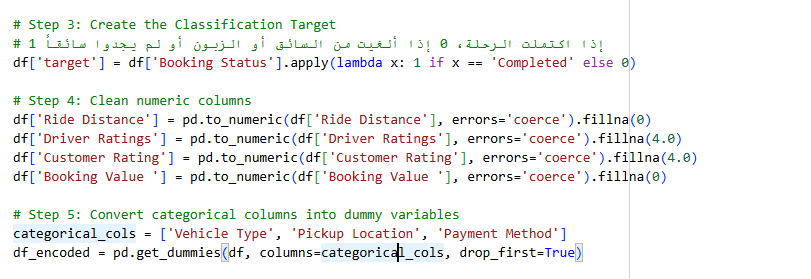 # Step 3: Create the Classification Target
# 1 إذا اكتملت الرحلة، 0 إذا ألغيت من السائق أو الزبون أو لم يجدوا سائقاً
df['target'] = df['Booking Status'].apply(lambda x: 1 if x == 'Completed' else 0)
# Step 4: Clean numeric columns
df['Ride Distance'] = pd.to_numeric(df['Ride Distance'], errors='coerce').fillna(0)
df['Driver Ratings'] = pd.to_numeric(df['Driver Ratings'], errors='coerce').fillna(4.0)
df['Customer Rating'] = pd.to_numeric(df['Customer Rating'], errors='coerce').fillna(4.0)
df['Booking Value '] = pd.to_numeric(df['Booking Value '], errors='coerce').fillna(0)
# Step 5: Convert categorical columns into dummy variables
categorical_cols = ['Vehicle Type', 'Pickup Location', 'Payment Method']
df_encoded = pd.get_dummies(df, columns=categorical_cols, drop_first=True)